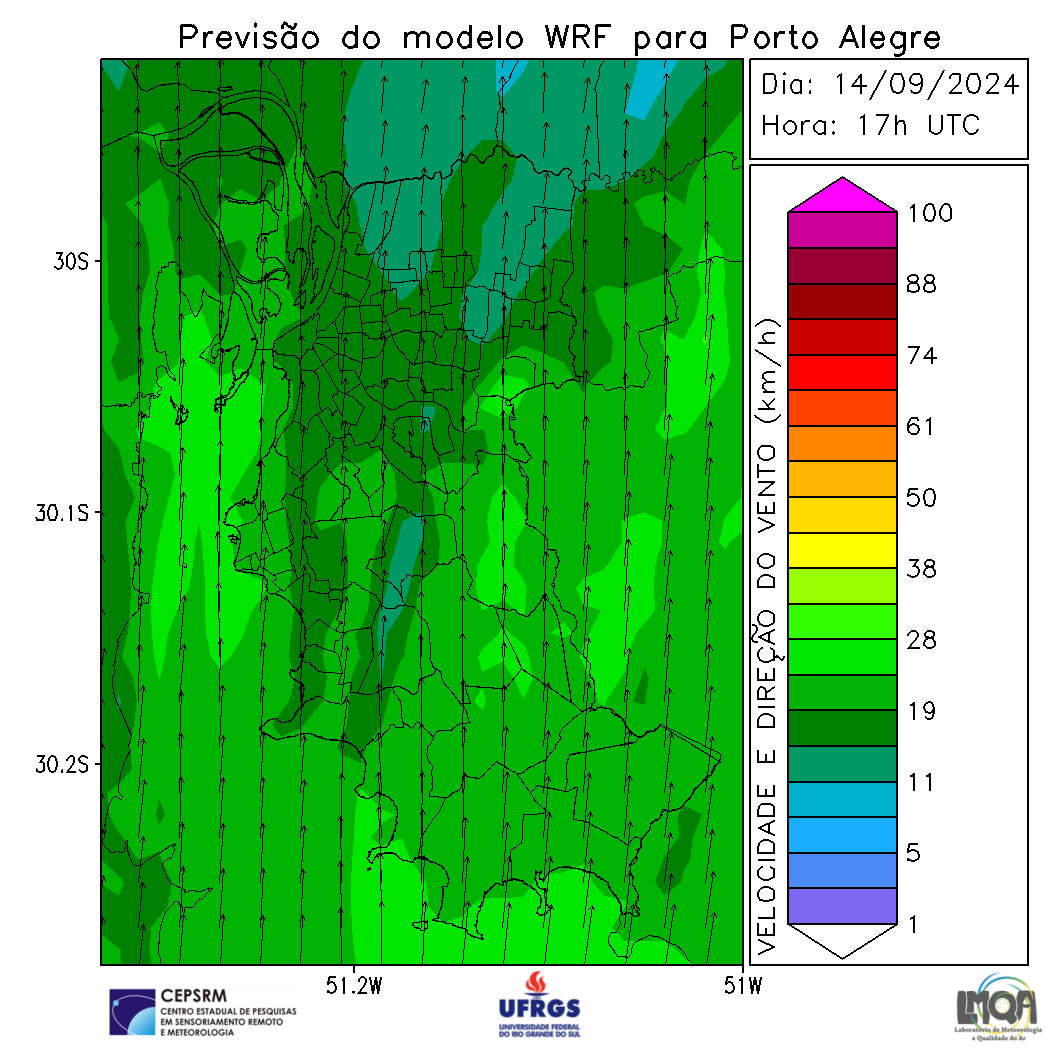 Previsão do modelo WRF para Porto Alegre
Dia: 14/09/2024
Hora: 17h UTC
30S
30.1S
30.2S
51.2W
51W
VELOCIDADE E DIREÇÃO DO VENTO (km/h)
100
88
74
61
50
38
28
19
11
5
1
CEPSRM
CENTRO ESTADUAL DE PESQUISAS
EM SENSORIAMENTO REMOTO
E METEOROLOGIA
UFRGS
UNIVERSIDADE FEDERAL
DO RIO GRANDE DO SUL
LMQA
Laboratório de Meteorologia
e Qualidade do Ar